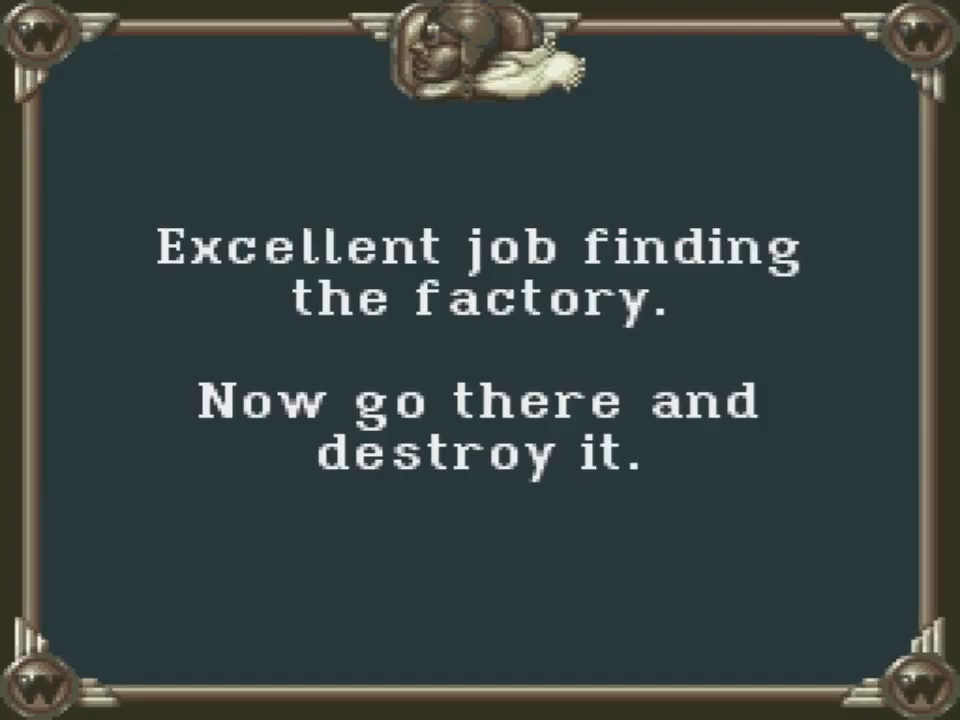 Excellent job finding
the factory.
Now go there and
destroy it.
W
W
W
W